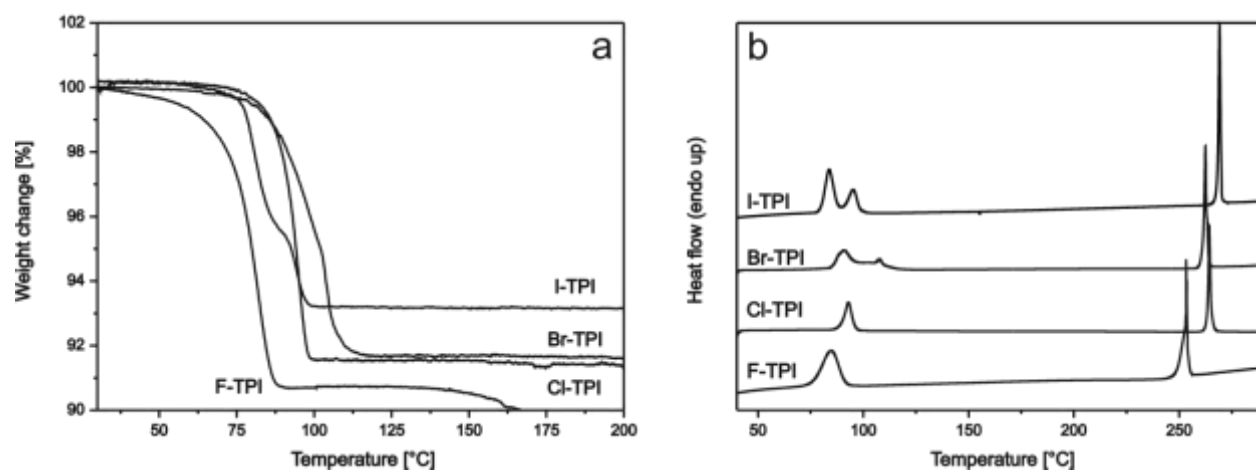 a
102
100
98
96
94
92
90
Weight change [%]
I-TPI
Br-TPI
F-TPI
Cl-TPI
50
75
100
125
150
175
200
Temperature [°C]
b
Heat flow (endo up)
I-TPI
Br-TPI
Cl-TPI
F-TPI
50
100
150
200
250
Temperature [°C]